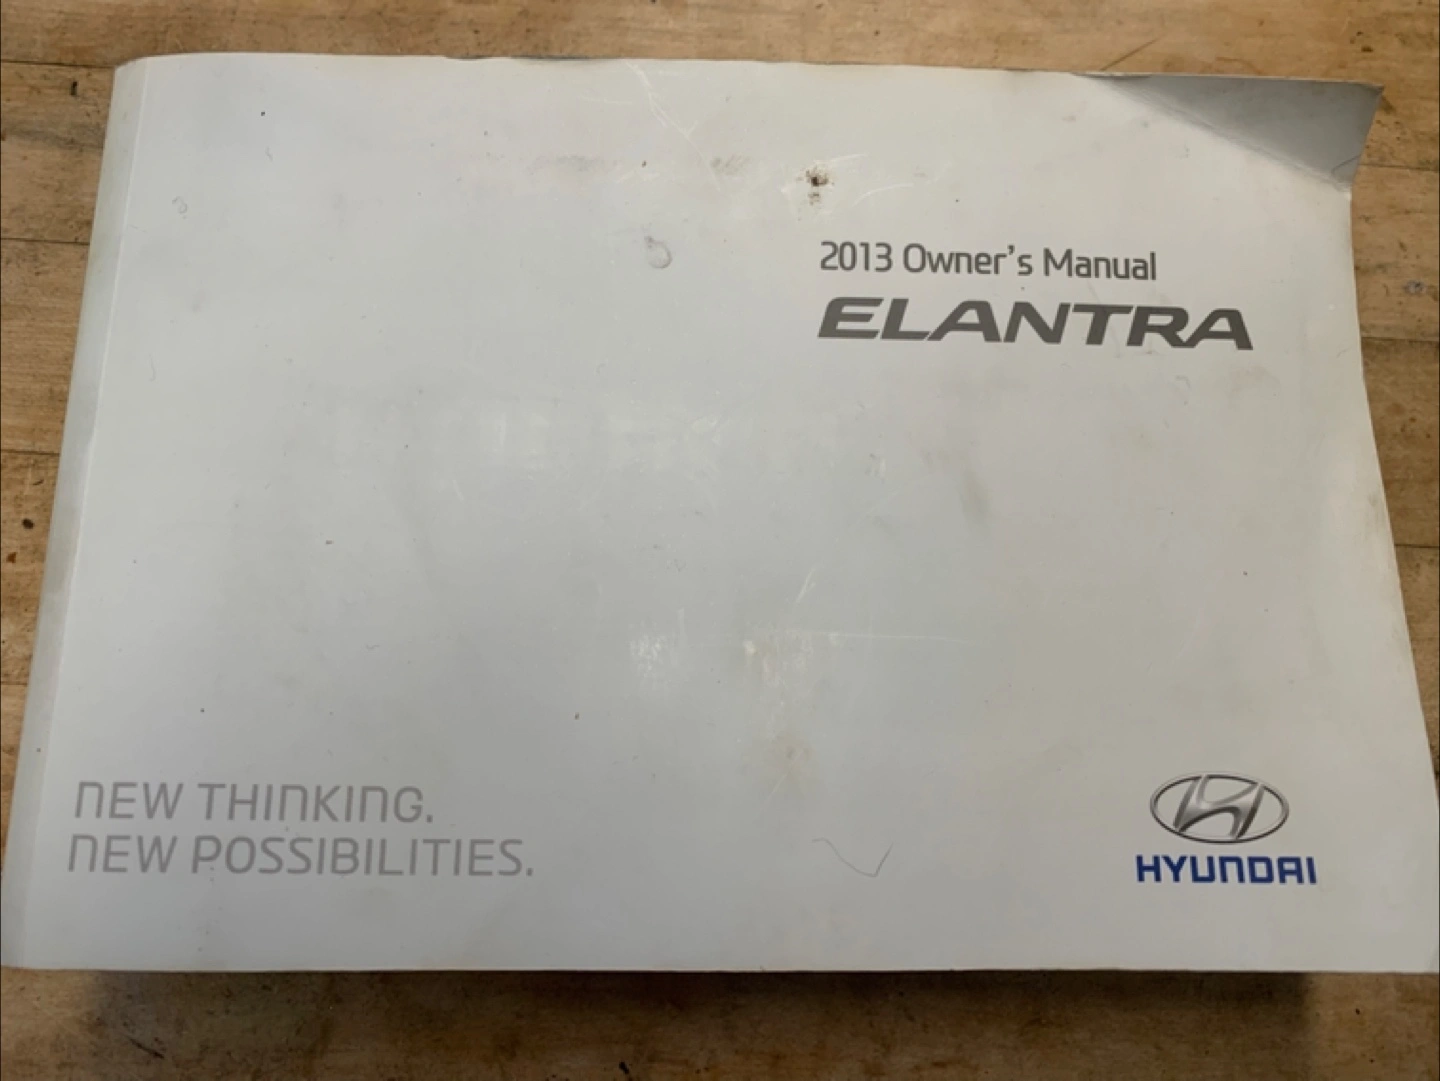 2013 Owner's Manual
ELANTRA
NEW THINKING.
NEW POSSIBILITIES.
HYUNDAI